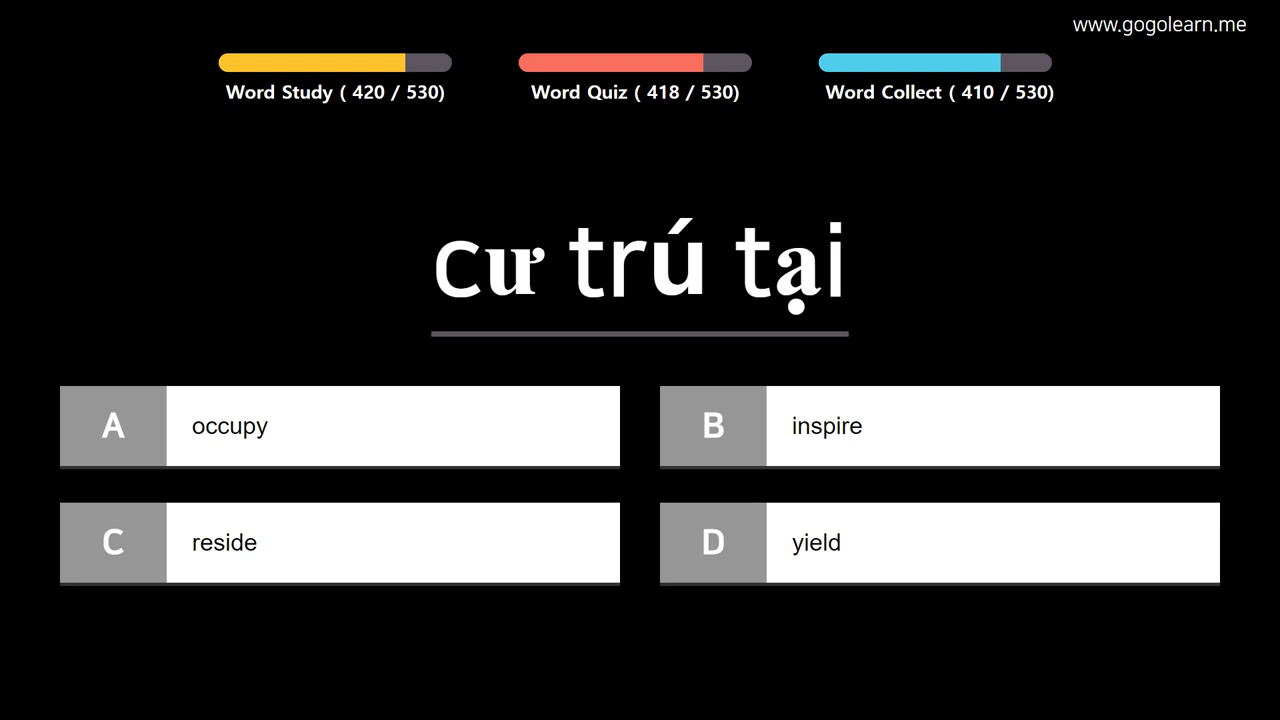 www.gogolearn.me
Word Study ( 420 / 530)
Word Quiz ( 418 / 530)
Word Collect ( 410 / 530)
cư trú tại
A occupy
B inspire
C reside
D yield